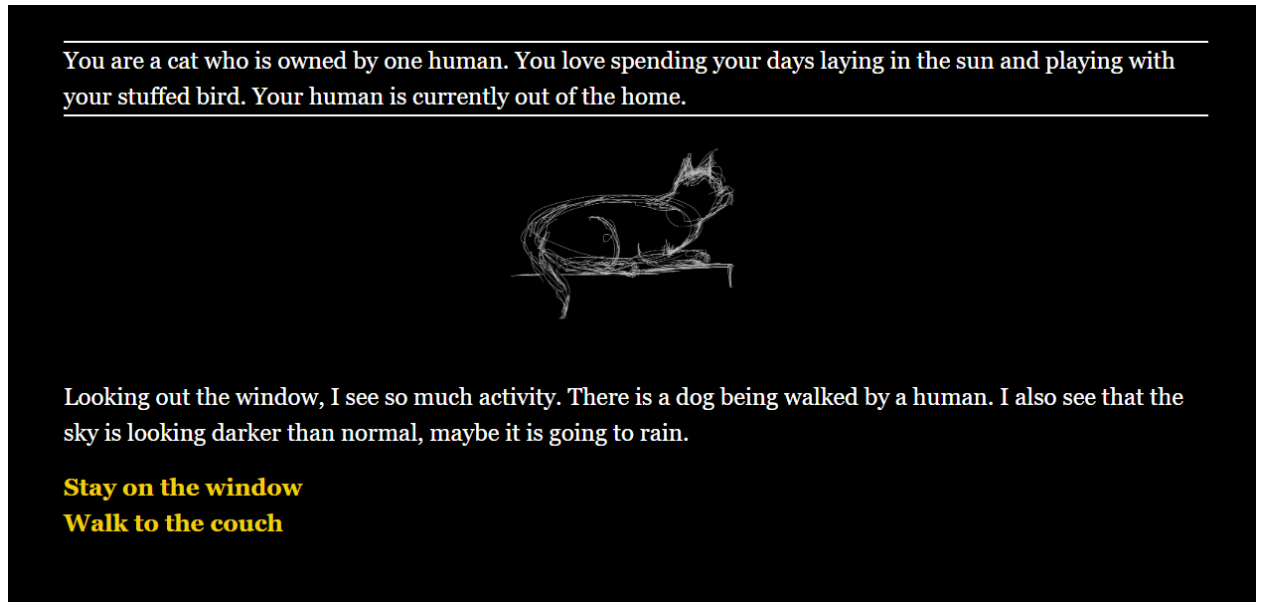 You are a cat who is owned by one human. You love spending your days laying in the sun and playing with
your stuffed bird. Your human is currently out of the home.
Looking out the window, I see so much activity. There is a dog being walked by a human. I also see that the
sky is looking darker than normal, maybe it is going to rain.
Stay on the window
Walk to the couch